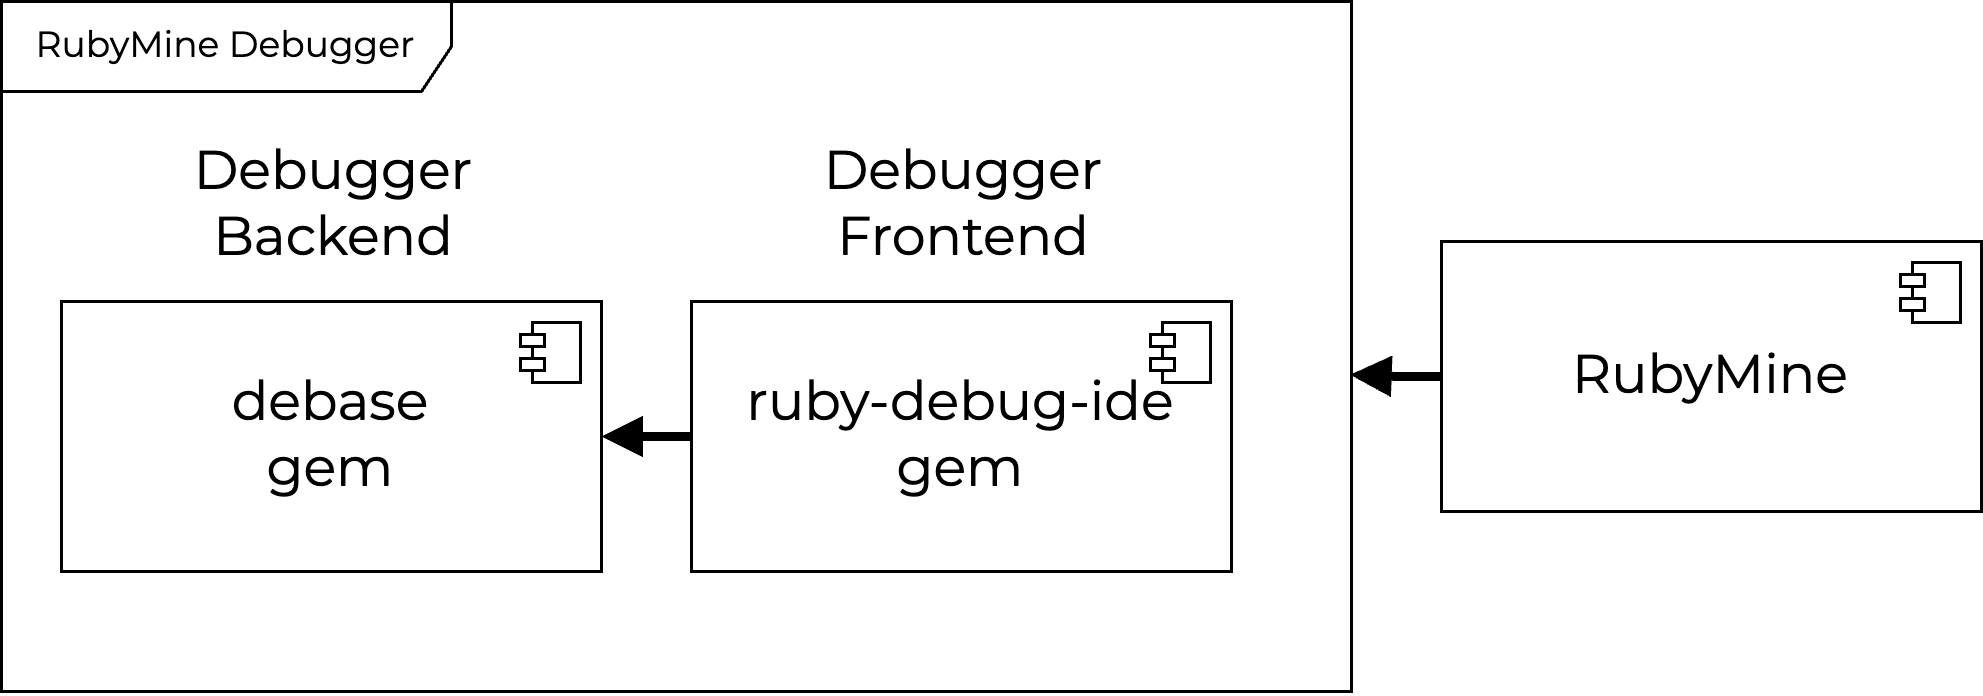 RubyMine Debugger
Debugger
Backend
debase
gem
Debugger
Frontend
ruby-debug-ide
gem
RubyMine